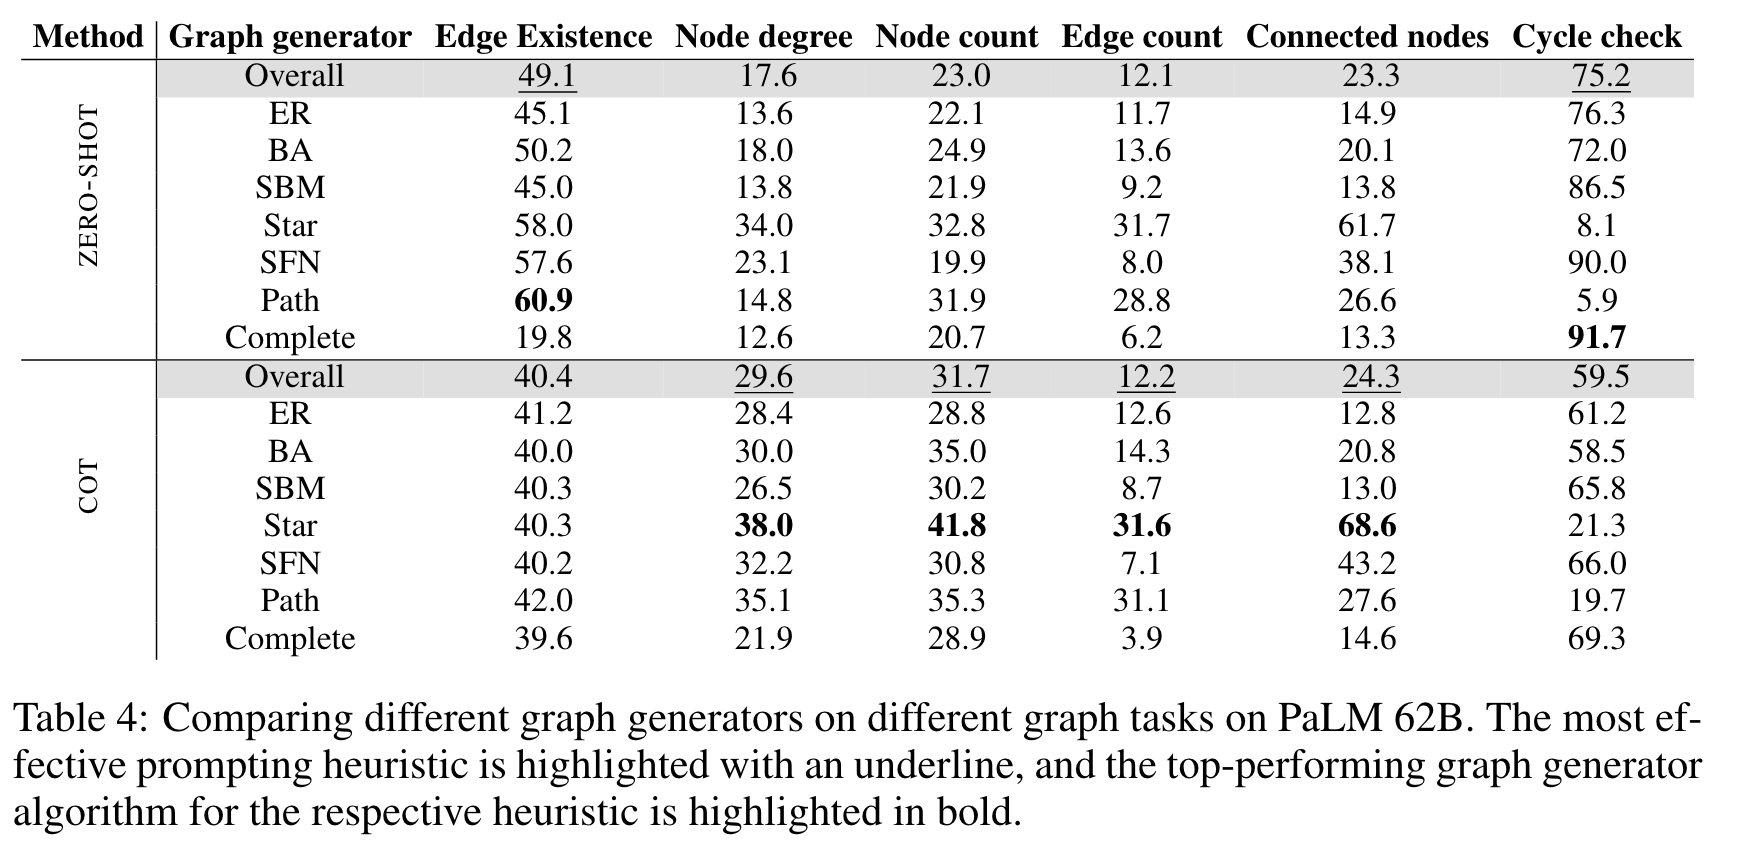 Method Graph generator Edge Existence Node degree Node count Edge count Connected nodes Cycle check
ZERO-SHOT
Overall 49.1 17.6 23.0 12.1 23.3 75.2
ER 45.1 13.6 22.1 11.7 14.9 76.3
BA 50.2 18.0 24.9 13.6 20.1 72.0
SBM 45.0 13.8 21.9 9.2 13.8 86.5
Star 58.0 34.0 32.8 31.7 61.7 8.1
SFN 57.6 23.1 19.9 8.0 38.1 90.0
Path 60.9 14.8 31.9 28.8 26.6 5.9
Complete 19.8 12.6 20.7 6.2 13.3 91.7
COT
Overall 40.4 29.6 31.7 12.2 24.3 59.5
ER 41.2 28.4 28.8 12.6 12.8 61.2
BA 40.0 30.0 35.0 14.3 20.8 58.5
SBM 40.3 26.5 30.2 8.7 13.0 65.8
Star 40.3 38.0 41.8 31.6 68.6 21.3
SFN 40.2 32.2 30.8 7.1 43.2 66.0
Path 42.0 35.1 35.3 31.1 27.6 19.7
Complete 39.6 21.9 28.9 3.9 14.6 69.3
Table 4: Comparing different graph generators on different graph tasks on PaLM 62B. The most ef-
fective prompting heuristic is highlighted with an underline, and the top-performing graph generator
algorithm for the respective heuristic is highlighted in bold.